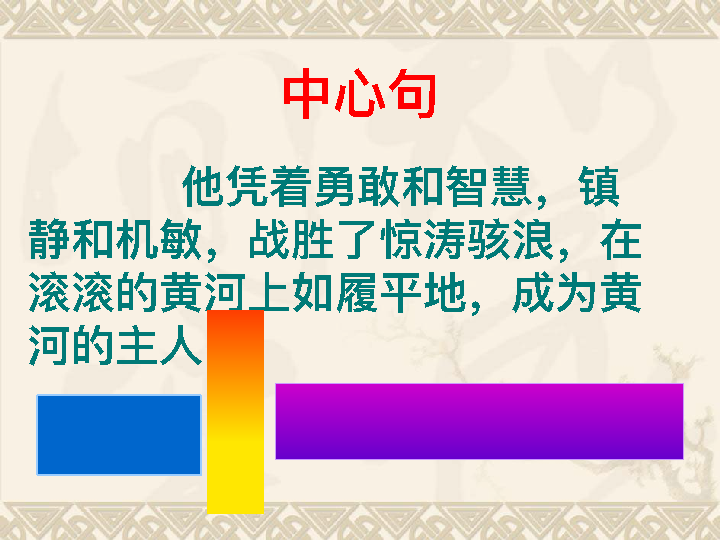 中心句
他凭着勇敢和智慧，镇
静和机敏，战胜了惊涛骇浪，在
滚滚的黄河上如履平地，成为黄
河的主人